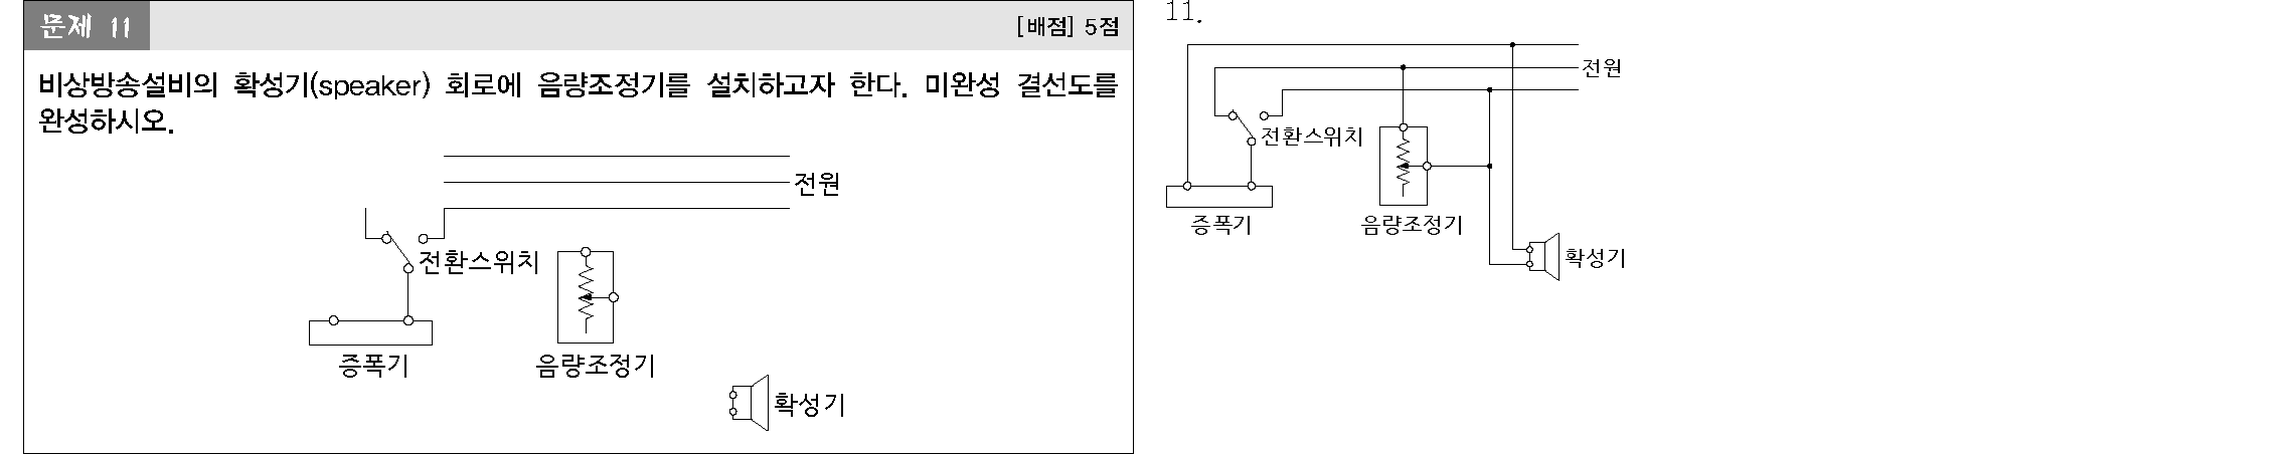 문제 11
[배점] 5점
비상방송설비의 확성기(speaker) 회로에 음량조정기를 설치하고자 한다. 미완성 결선도를
완성하시오.
전원
전환스위치
증폭기
음량조정기
확성기
11.
전원
전환스위치
증폭기
음량조정기
확성기